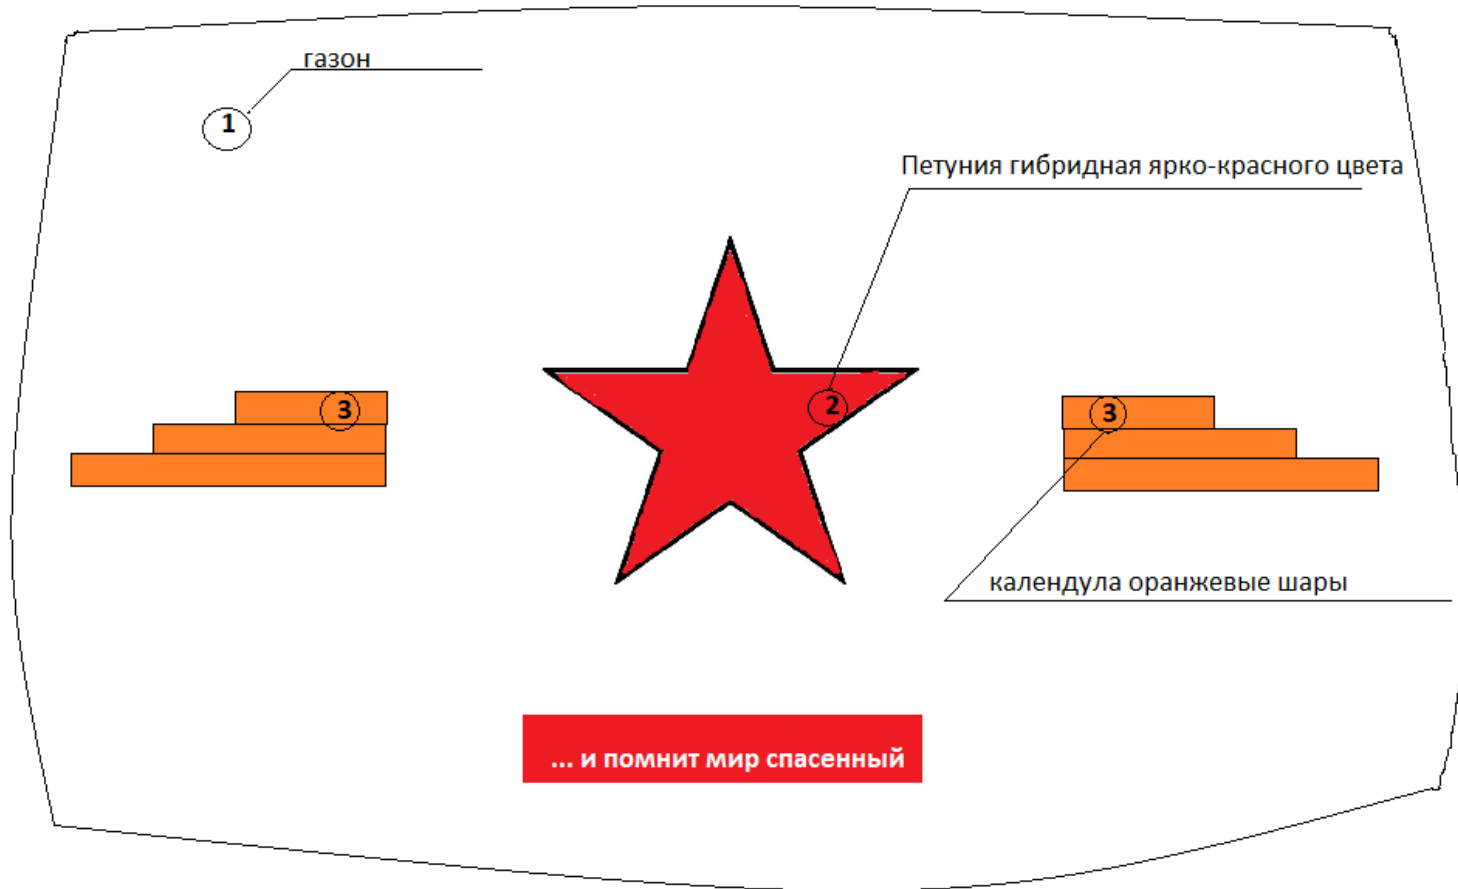 газон
1
Петуния гибридная ярко-красного цвета
2
3
3
календула оранжевые шары
... и помнит мир спасенный